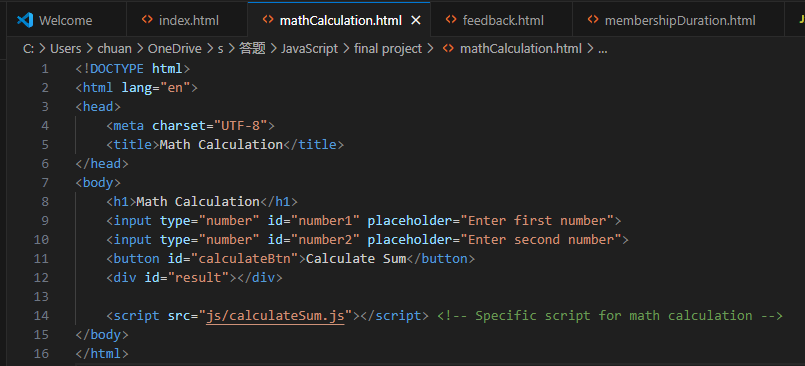 Welcome index.html mathCalculation.html feedback.html membershipDuration.html
C: > Users > chuan > OneDrive > s > 答题 > JavaScript > final project > mathCalculation.html > ...
1 <!DOCTYPE html>
2 <html lang="en">
3 <head>
4 <meta charset="UTF-8">
5 <title>Math Calculation</title>
6 </head>
7 <body>
8 <h1>Math Calculation</h1>
9 <input type="number" id="number1" placeholder="Enter first number">
10 <input type="number" id="number2" placeholder="Enter second number">
11 <button id="calculateBtn">Calculate Sum</button>
12 <div id="result"></div>
13
14 <script src="js/calculateSum.js"></script> <!-- Specific script for math calculation -->
15 </body>
16 </html>